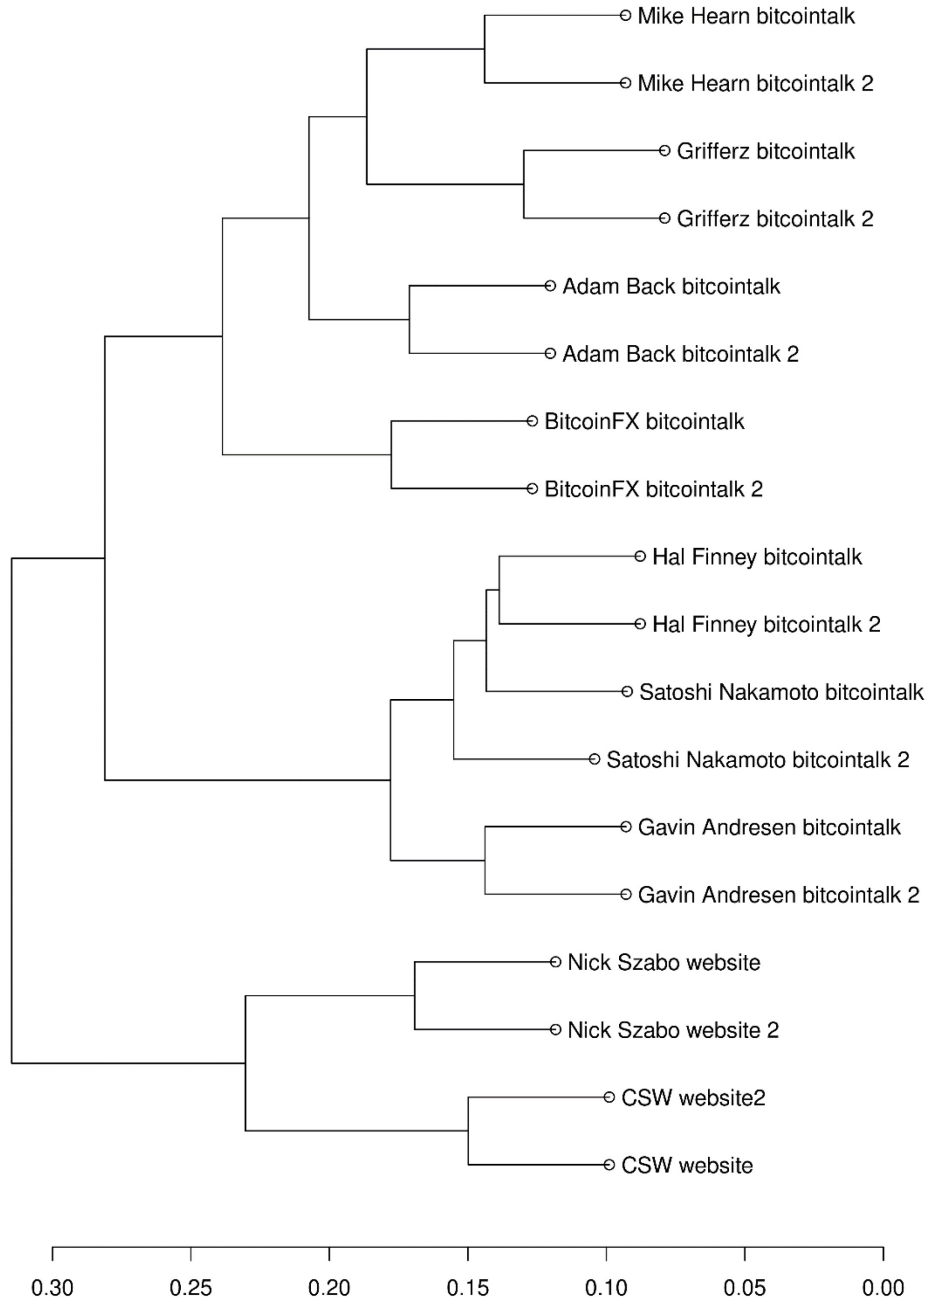 Mike Hearn bitcointalk
Mike Hearn bitcointalk 2
Grifferz bitcointalk
Grifferz bitcointalk 2
Adam Back bitcointalk
Adam Back bitcointalk 2
BitcoinFX bitcointalk
BitcoinFX bitcointalk 2
Hal Finney bitcointalk
Hal Finney bitcointalk 2
Satoshi Nakamoto bitcointalk
Satoshi Nakamoto bitcointalk 2
Gavin Andresen bitcointalk
Gavin Andresen bitcointalk 2
Nick Szabo website
Nick Szabo website 2
CSW website2
CSW website
0.30 0.25 0.20 0.15 0.10 0.05 0.00